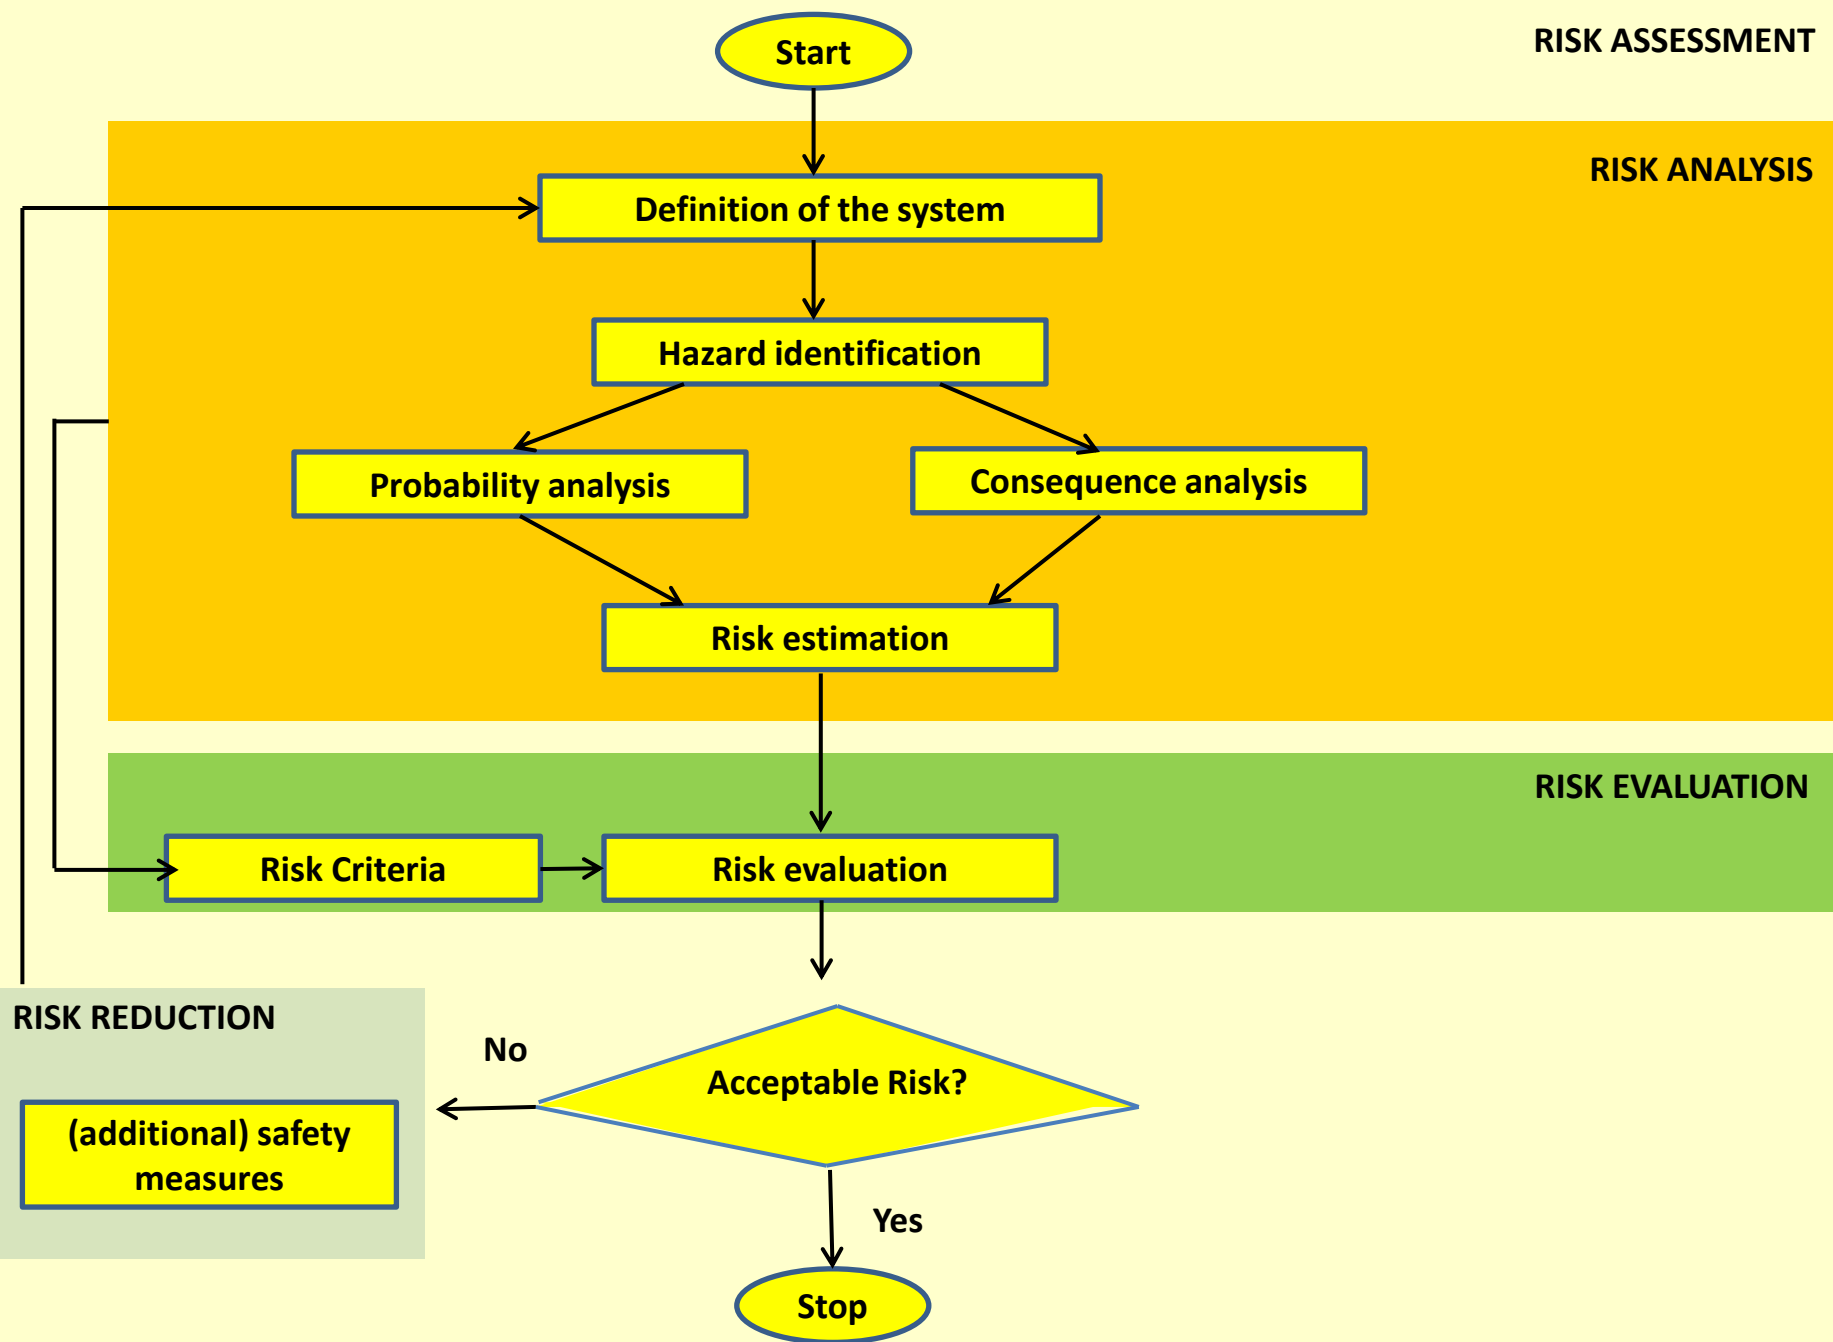 Start
RISK ASSESSMENT
RISK ANALYSIS
Definition of the system
Hazard identification
Probability analysis
Consequence analysis
Risk estimation
RISK EVALUATION
Risk Criteria
Risk evaluation
RISK REDUCTION
No
Acceptable Risk?
(additional) safety
measures
Yes
Stop